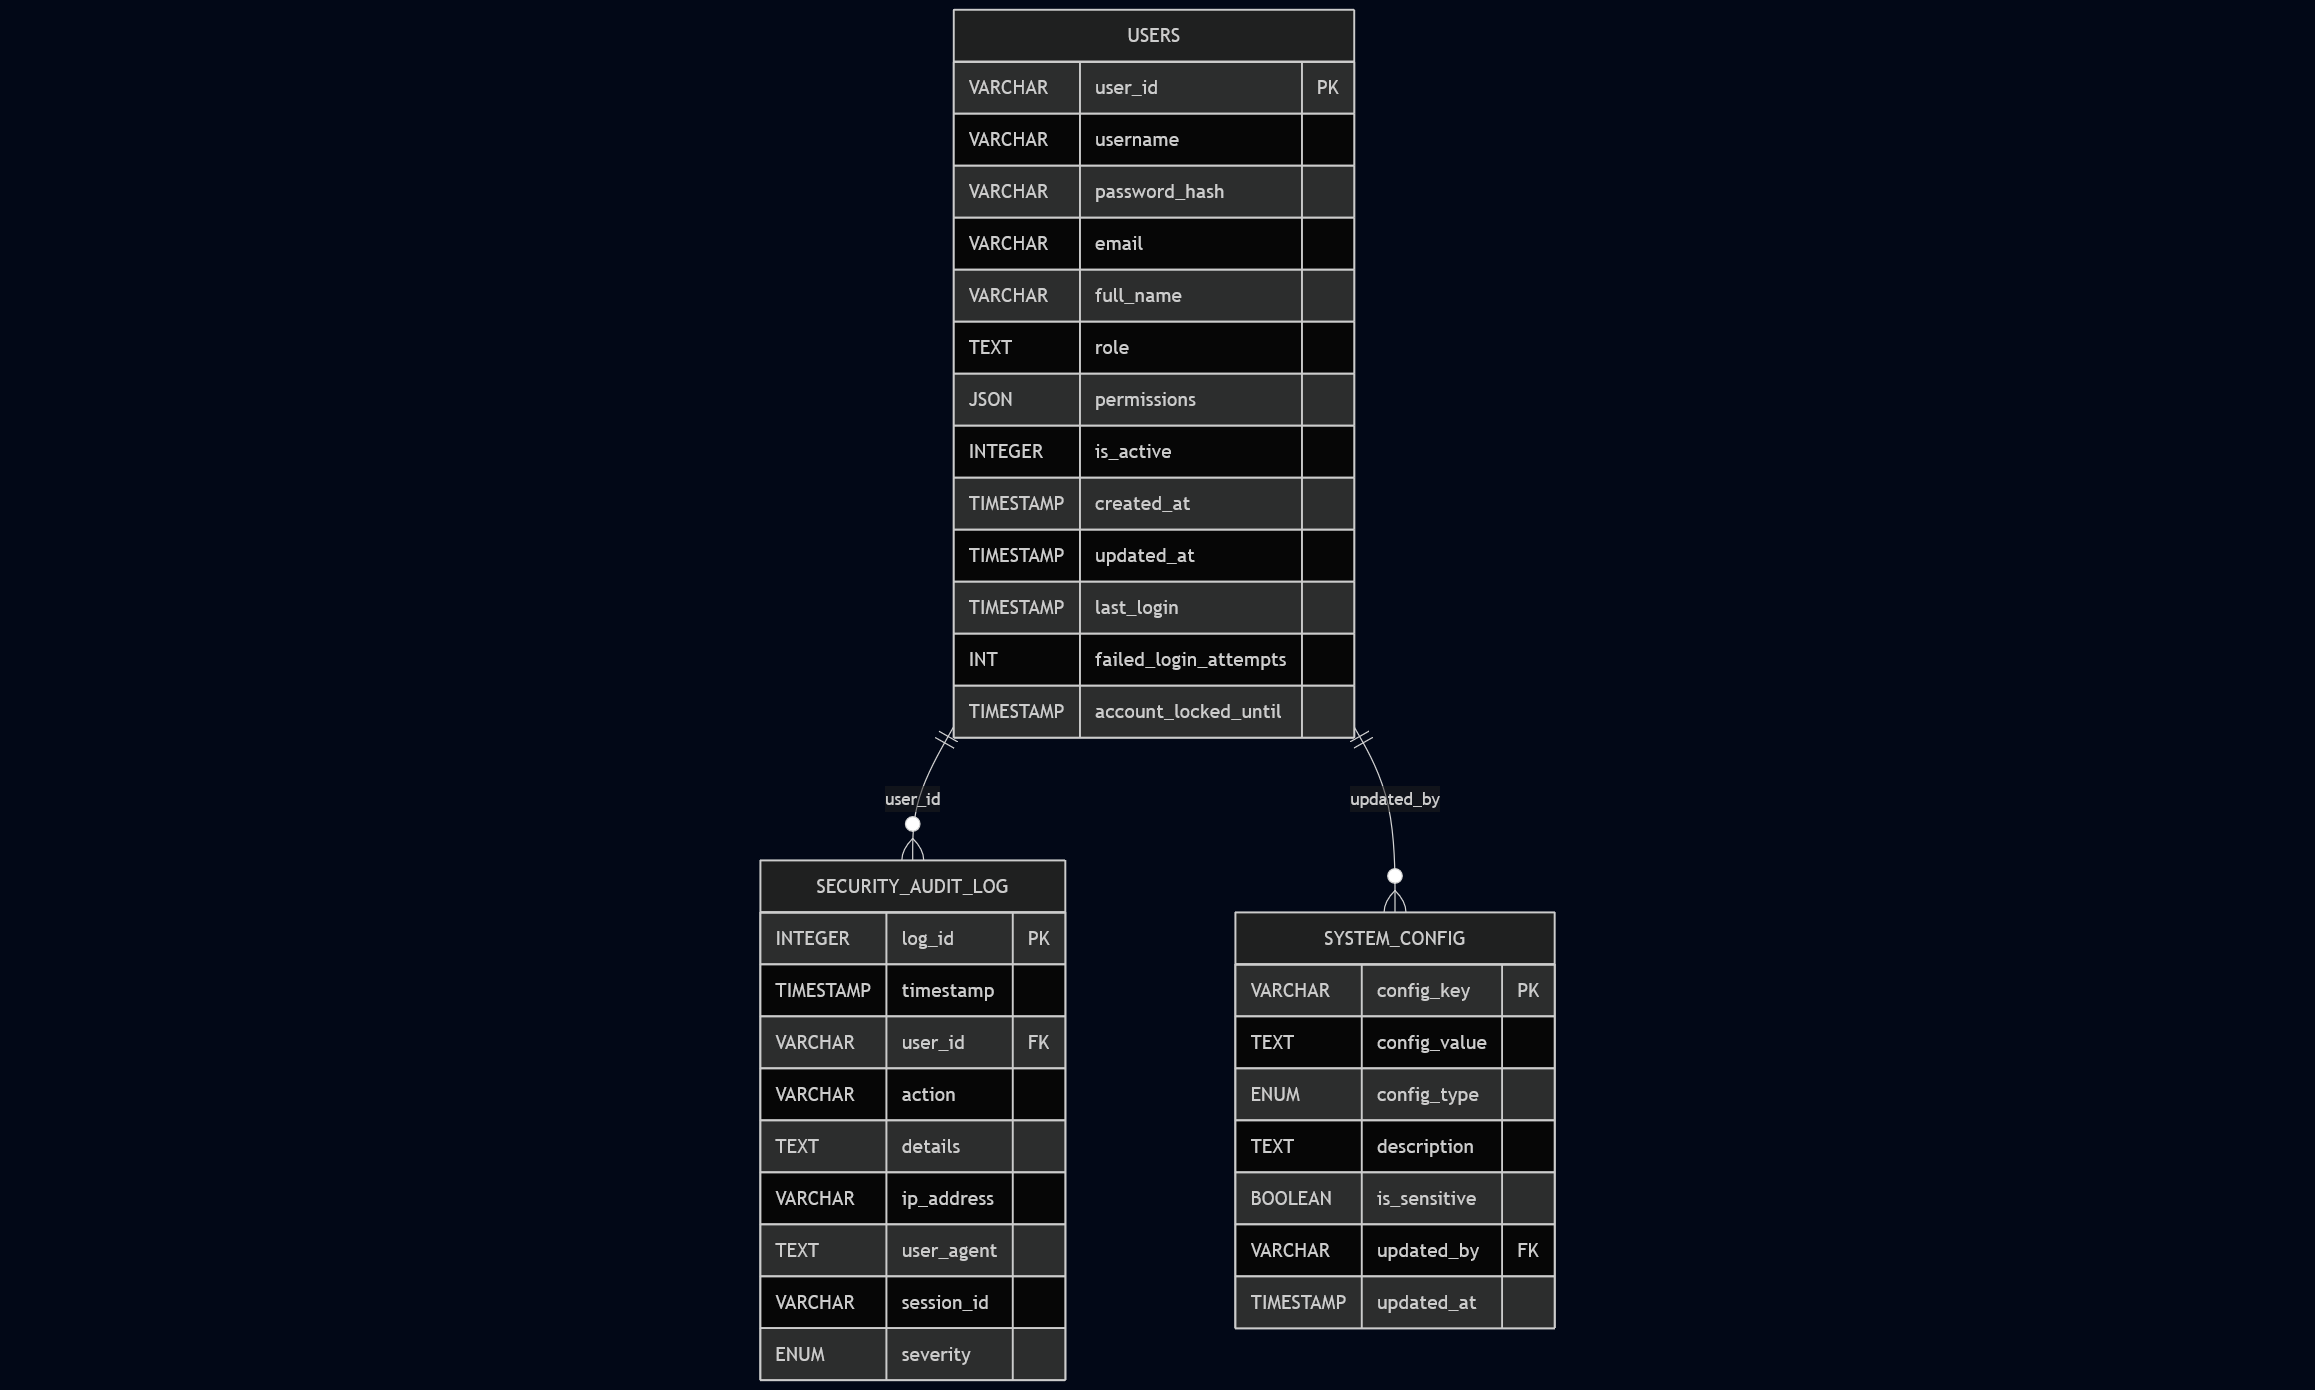 USERS
VARCHAR user_id PK
VARCHAR username
VARCHAR password_hash
VARCHAR email
VARCHAR full_name
TEXT role
JSON permissions
INTEGER is_active
TIMESTAMP created_at
TIMESTAMP updated_at
TIMESTAMP last_login
INT failed_login_attempts
TIMESTAMP account_locked_until
user_id
updated_by
SECURITY_AUDIT_LOG
INTEGER log_id PK
TIMESTAMP timestamp
VARCHAR user_id FK
VARCHAR action
TEXT details
VARCHAR ip_address
TEXT user_agent
VARCHAR session_id
ENUM severity
SYSTEM_CONFIG
VARCHAR config_key PK
TEXT config_value
ENUM config_type
TEXT description
BOOLEAN is_sensitive
VARCHAR updated_by FK
TIMESTAMP updated_at